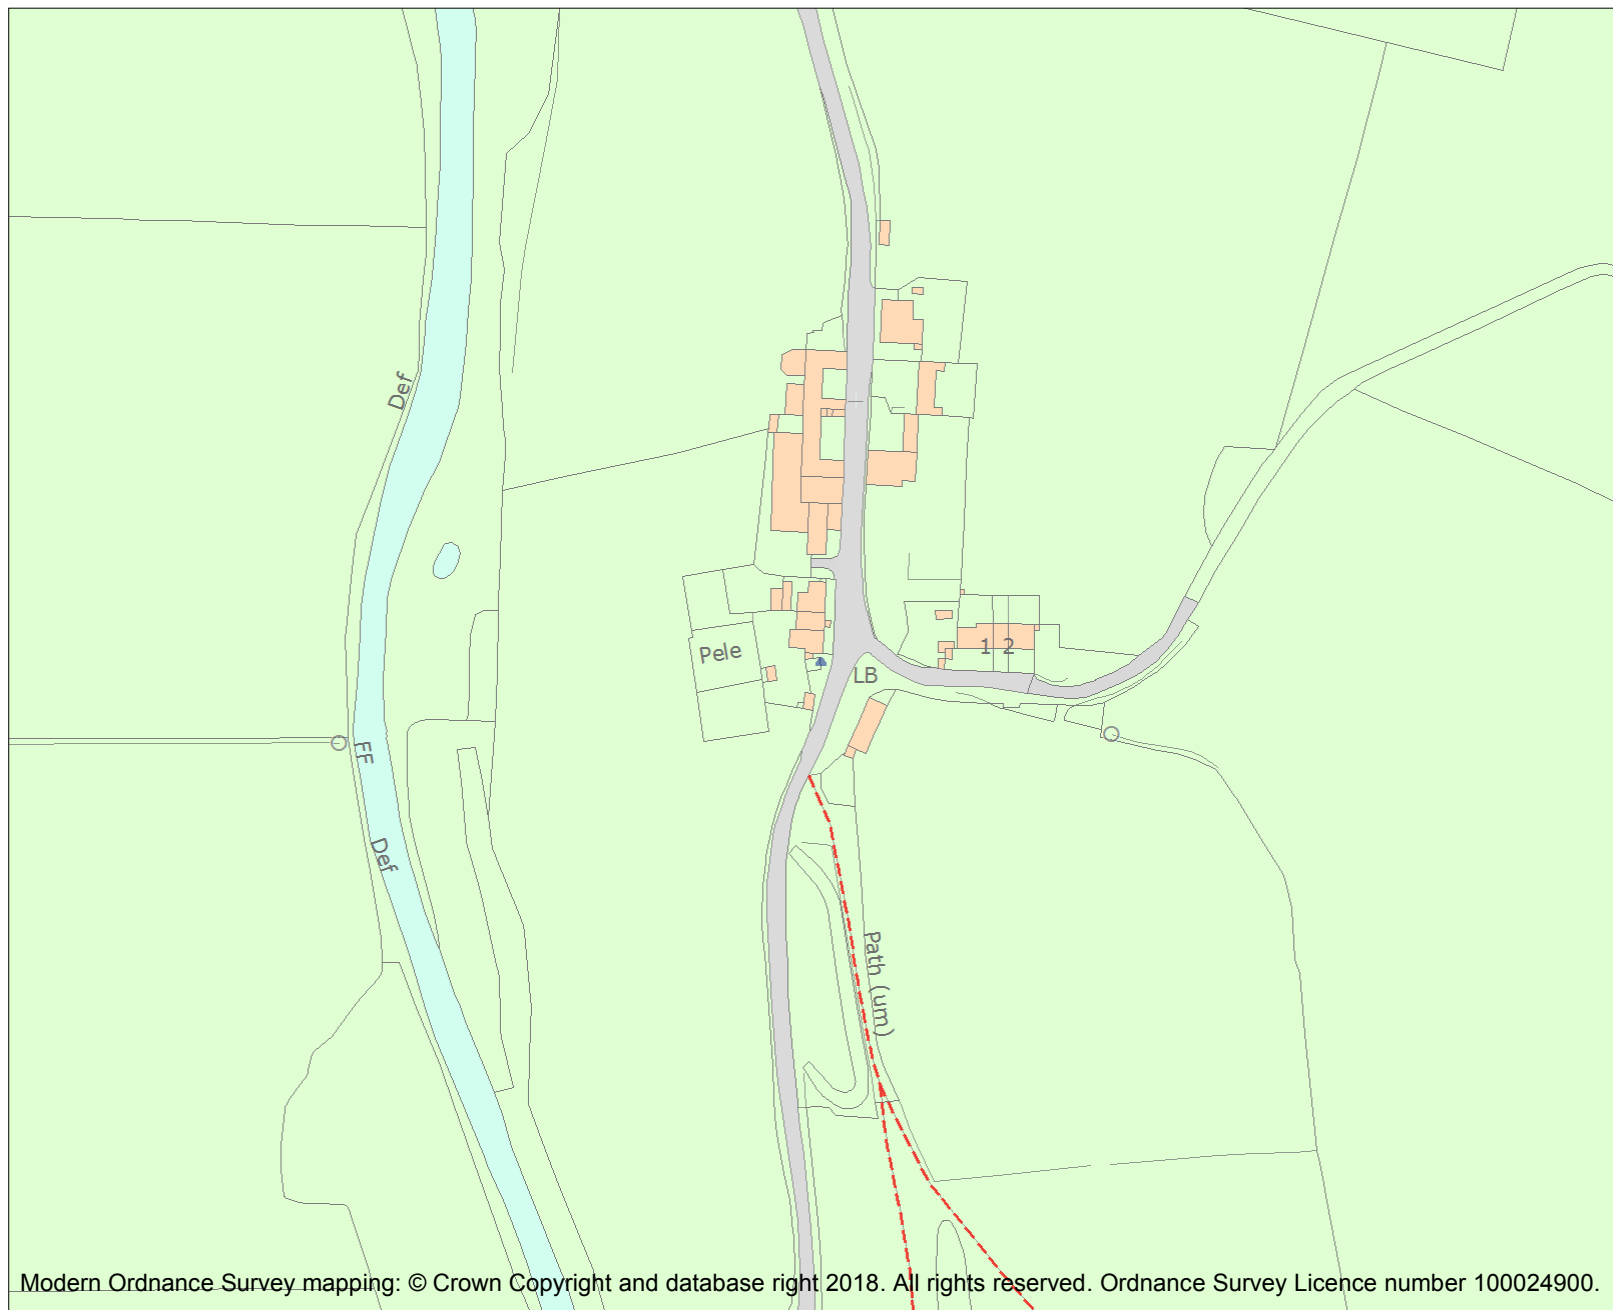 Def
Pele
1 2
LB
FF
Def
Path (um)
Modern Ordnance Survey mapping: © Crown Copyright and database right 2018. All rights reserved. Ordnance Survey Licence number 100024900.